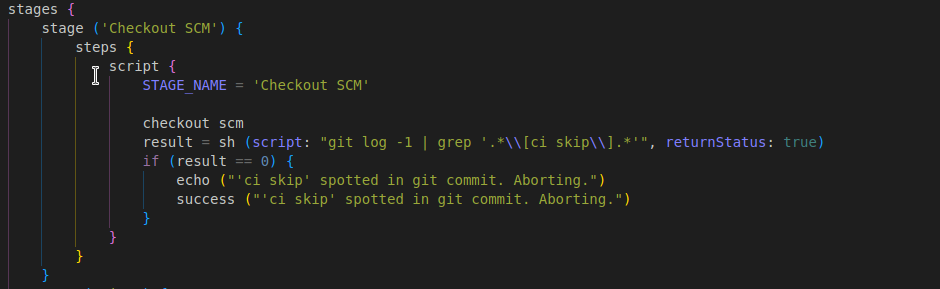 stages {
stage ('Checkout SCM') {
steps {
script {
STAGE_NAME = 'Checkout SCM'
checkout scm
result = sh (script: "git log -1 | grep '.*\\[ci skip\\].*'", returnStatus: true)
if (result == 0) {
echo ("'ci skip' spotted in git commit. Aborting.")
success ("'ci skip' spotted in git commit. Aborting.")
}
}
}
}